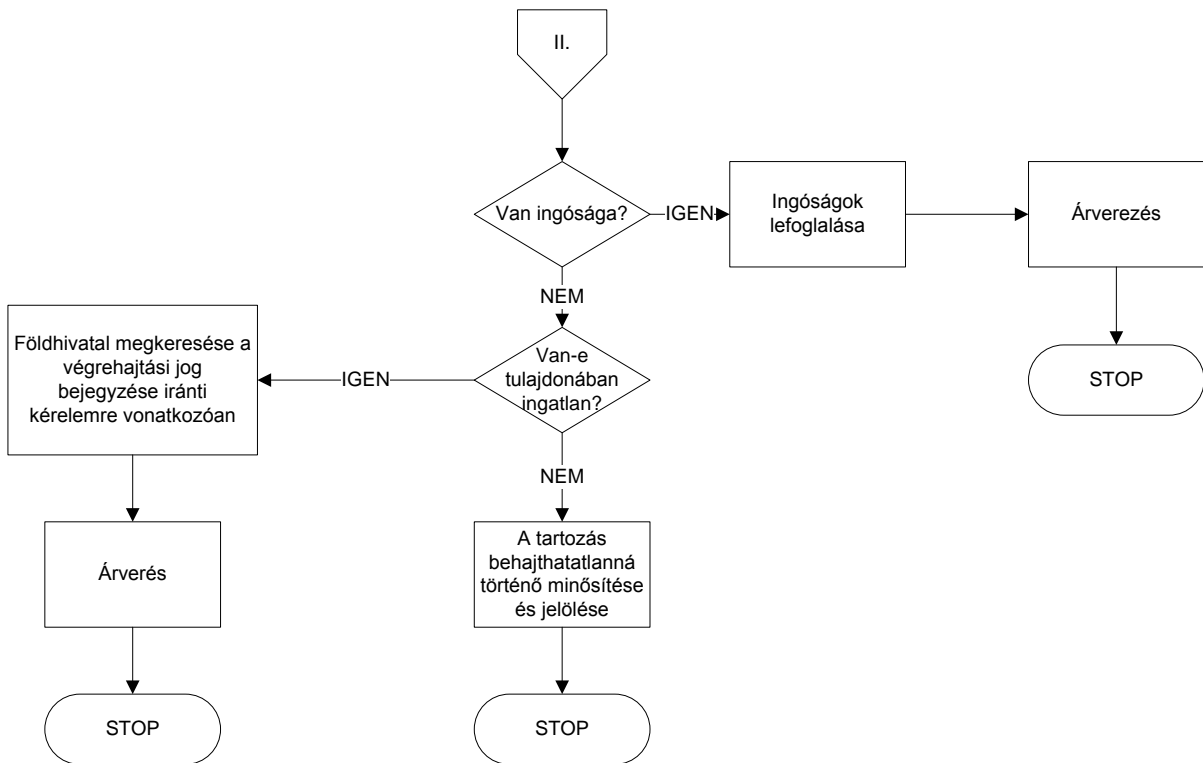 II.
Van ingósága?
IGEN
Ingóságok
lefoglalása
Árverezés
STOP
NEM
Van-e
tulajdonában
ingatlan?
IGEN
Földhivatal megkeresése a
végrehajtási jog
bejegyzése iránti
kérelemre vonatkozóan
Árverés
STOP
NEM
A tartozás
behajthatatlanná
történő minősítése
és jelölése
STOP